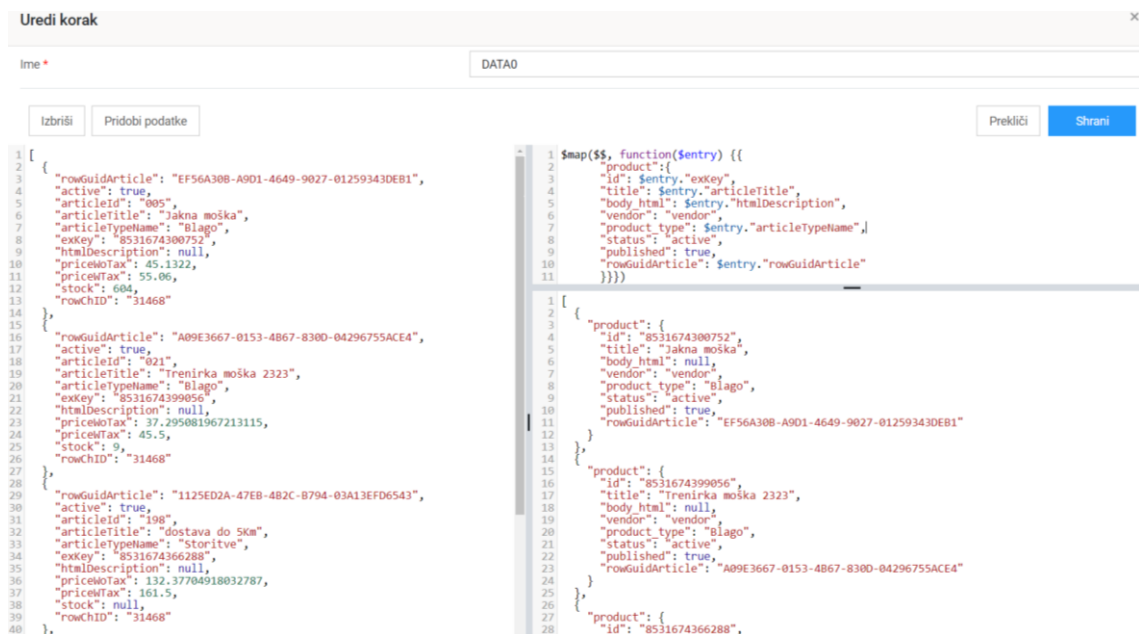 Uredi korak
×
Ime *
DATA0
Izbriši
Pridobi podatke
Prekliči
Shrani
1 [
2 {
3 "rowGuidArticle": "EF56A30B-A9D1-4649-9027-01259343DEB1",
4 "active": true,
5 "articleId": "005",
6 "articleTitle": "Jakna moška",
7 "articleTypeName": "Blago",
8 "exKey": "8531674300752",
9 "htmlDescription": null,
10 "priceWoTax": 45.1322,
11 "priceWTax": 55.06,
12 "stock": 604,
13 "rowChID": "31468"
14 },
15 {
16 "rowGuidArticle": "A09E3667-0153-4B67-830D-04296755ACE4",
17 "active": true,
18 "articleId": "021",
19 "articleTitle": "Trenirka moška 2323",
20 "articleTypeName": "Blago",
21 "exKey": "8531674399056",
22 "htmlDescription": null,
23 "priceWoTax": 37.295081967213115,
24 "priceWTax": 45.5,
25 "stock": 9,
26 "rowChID": "31468"
27 },
28 {
29 "rowGuidArticle": "1125ED2A-47EB-4B2C-B794-03A13EFD6543",
30 "active": true,
31 "articleId": "198",
32 "articleTitle": "dostava do 5Km",
33 "articleTypeName": "Storitve",
34 "exKey": "8531674366288",
35 "htmlDescription": null,
36 "priceWoTax": 132.37704918032787,
37 "priceWTax": 161.5,
38 "stock": null,
39 "rowChID": "31468"
40 },
1 $map($$, function($entry) {{
2 "product":{
3 "id": $entry."exKey",
4 "title": $entry."articleTitle",
5 "body_html": $entry."htmlDescription",
6 "vendor": "vendor",
7 "product_type": $entry."articleTypeName",
8 "status": "active",
9 "published": true,
10 "rowGuidArticle": $entry."rowGuidArticle"
11 }}})
1 [
2 {
3 "product": {
4 "id": "8531674300752",
5 "title": "Jakna moška",
6 "body_html": null,
7 "vendor": "vendor",
8 "product_type": "Blago",
9 "status": "active",
10 "published": true,
11 "rowGuidArticle": "EF56A30B-A9D1-4649-9027-01259343DEB1"
12 }
13 },
14 {
15 "product": {
16 "id": "8531674399056",
17 "title": "Trenirka moška 2323",
18 "body_html": null,
19 "vendor": "vendor",
20 "product_type": "Blago",
21 "status": "active",
22 "published": true,
23 "rowGuidArticle": "A09E3667-0153-4B67-830D-04296755ACE4"
24 }
25 },
26 {
27 "product": {
28 "id": "8531674366288",